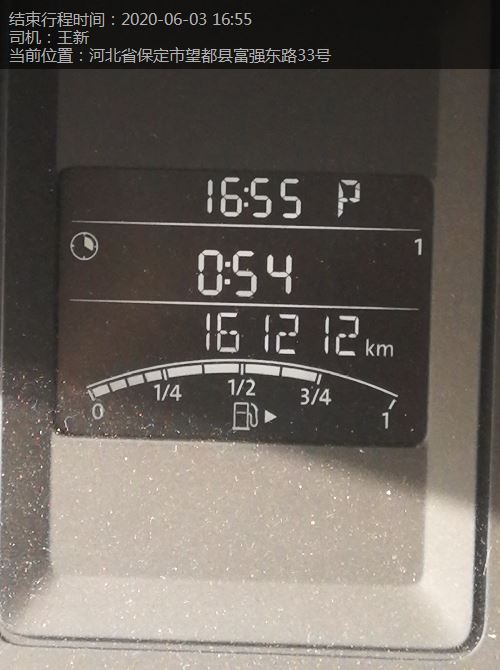 结束行程时间：2020-06-03 16:55
司机：王新
当前位置：河北省保定市望都县富强东路33号
16:55 P
1
0:54
161212 km
0 1/4 1/2 3/4 1